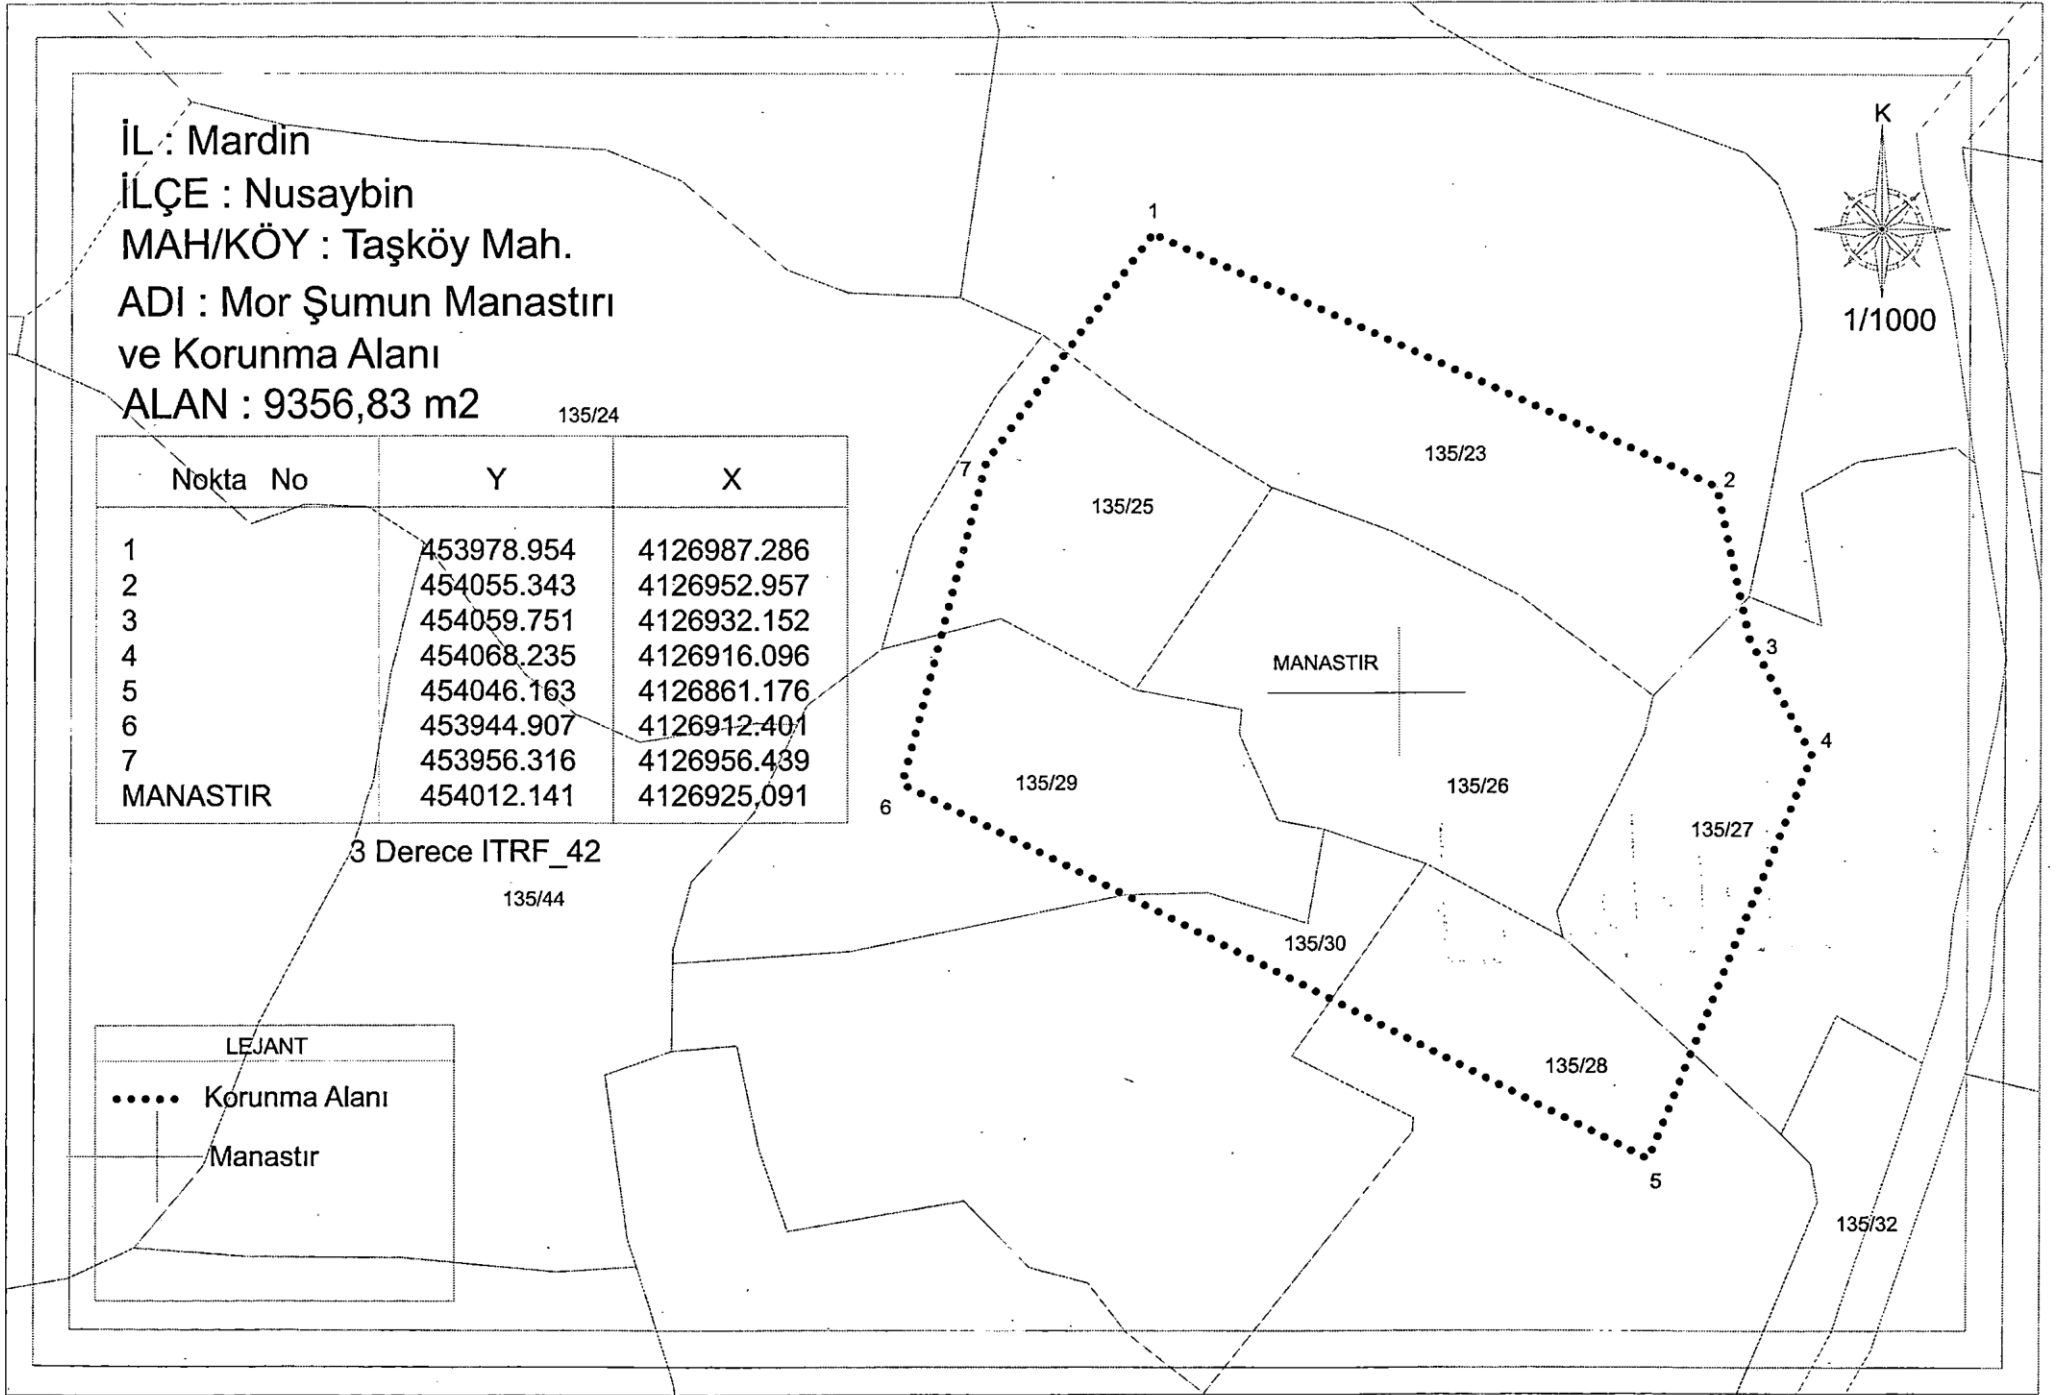 İL : Mardin
İLÇE : Nusaybin
MAH/KÖY : Taşköy Mah.
ADI : Mor Şumun Manastırı
ve Korunma Alanı
ALAN : 9356,83 m2
135/24
Nokta No Y X
1 453978.954 4126987.286
2 454055.343 4126952.957
3 454059.751 4126932.152
4 454068.235 4126916.096
5 454046.163 4126861.176
6 453944.907 4126912.401
7 453956.316 4126956.439
MANASTIR 454012.141 4126925,091
3 Derece ITRF_42
135/44
LEJANT
Korunma Alanı
Manastır
K
1/1000
1
135/23
7
2
135/25
3
MANASTIR
4
135/29
135/26
6
135/27
135/30
135/28
5
135/32